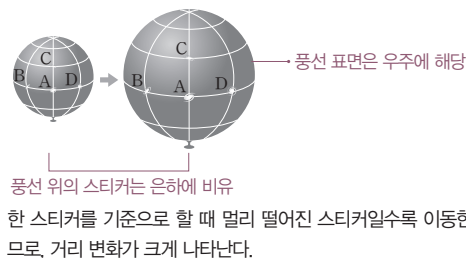 C
B A D
C
B A D
풍선 표면은 우주에 해당
풍선 위의 스티커는 은하에 비유
한 스티커를 기준으로 할 때 멀리 떨어진 스티커일수록 이동한
므로, 거리 변화가 크게 나타난다.